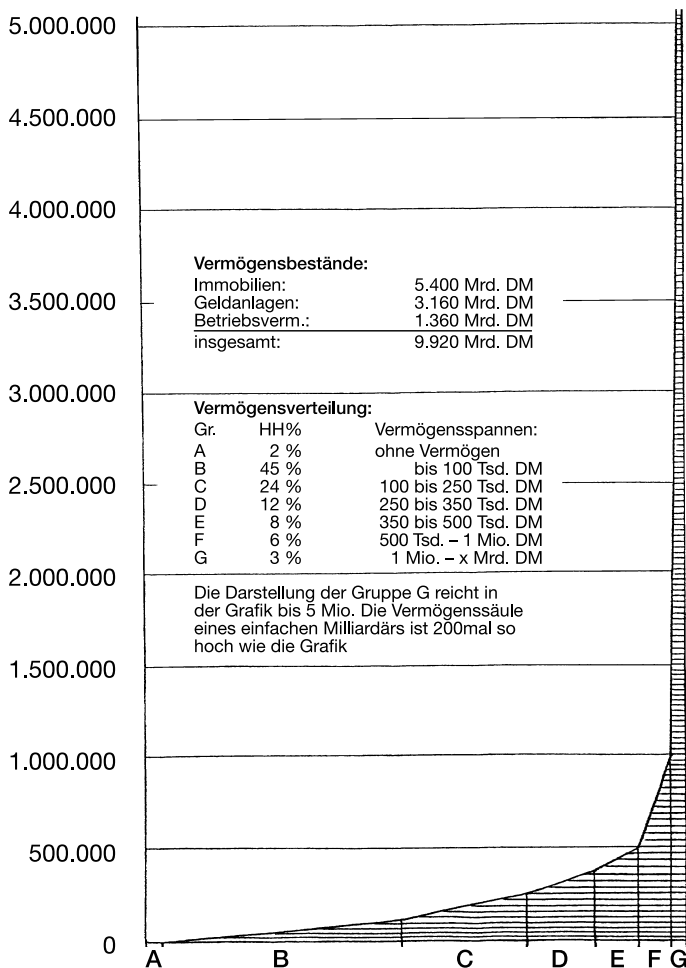 5.000.000
4.500.000
4.000.000
Vermögensbestände:
Immobilien: 5.400 Mrd. DM
3.500.000
Geldanlagen: 3.160 Mrd. DM
Betriebsverm.: 1.360 Mrd. DM
insgesamt: 9.920 Mrd. DM
3.000.000
Vermögensverteilung:
Gr. HH% Vermögensspannen:
A 2 % ohne Vermögen
B 45 % bis 100 Tsd. DM
2.500.000
C 24 % 100 bis 250 Tsd. DM
D 12 % 250 bis 350 Tsd. DM
E 8 % 350 bis 500 Tsd. DM
F 6 % 500 Tsd. – 1 Mio. DM
G 3 % 1 Mio. – x Mrd. DM
2.000.000
Die Darstellung der Gruppe G reicht in
der Grafik bis 5 Mio. Die Vermögenssäule
eines einfachen Milliardärs ist 200mal so
hoch wie die Grafik
1.500.000
1.000.000
500.000
0
A B C D E F G